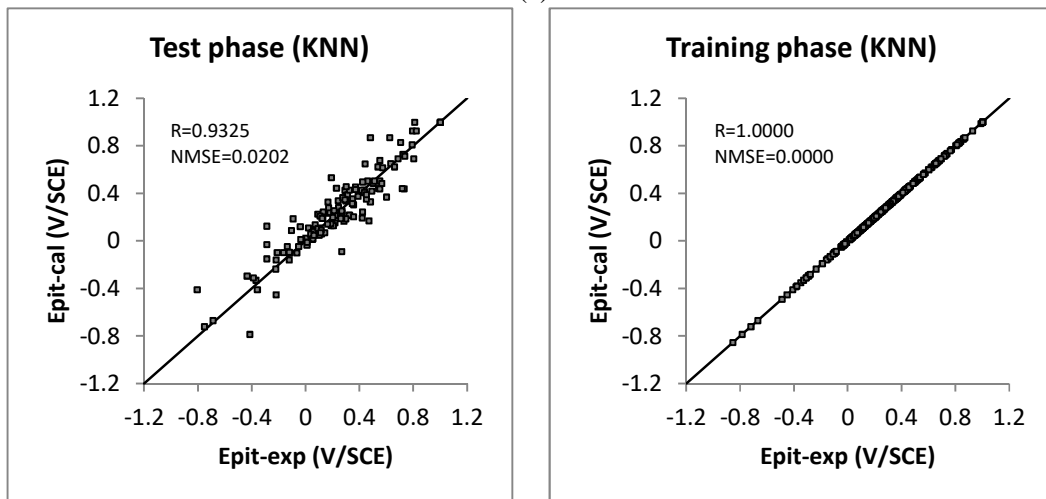 Test phase (KNN)
R=0.9325
NMSE=0.0202
1.2
0.8
0.4
0
-0.4
-0.8
-1.2
-1.2 -0.8 -0.4 0 0.4 0.8 1.2
Epit-cal (V/SCE)
Epit-exp (V/SCE)
Training phase (KNN)
R=1.0000
NMSE=0.0000
1.2
0.8
0.4
0
-0.4
-0.8
-1.2
-1.2 -0.8 -0.4 0 0.4 0.8 1.2
Epit-cal (V/SCE)
Epit-exp (V/SCE)